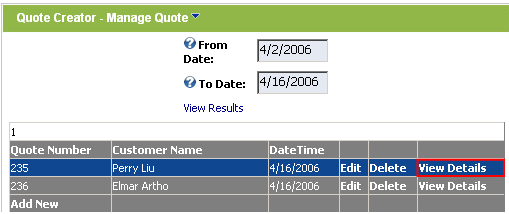 Quote Creator - Manage Quote
From Date: 4/2/2006
To Date: 4/16/2006
View Results
1
Quote Number Customer Name DateTime
235 Perry Liu 4/16/2006 Edit Delete View Details
236 Elmar Artho 4/16/2006 Edit Delete View Details
Add New